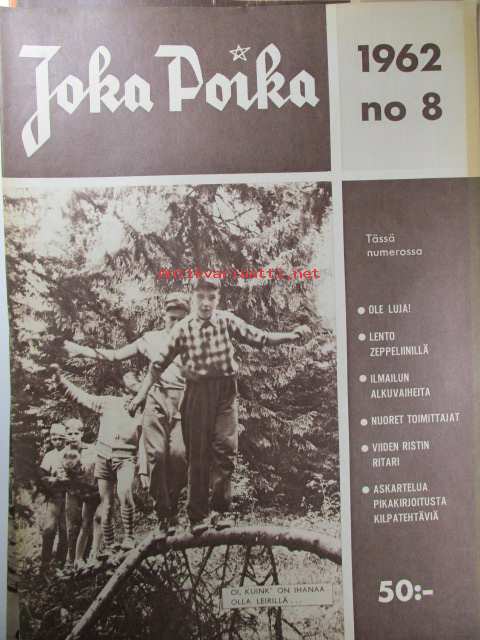 Joka Poika
1962
no 8
Tässä
numerossa
OLE LUJA!
LENTO
ZEPPELIINILLÄ
ILMAILUN
ALKUVAIHEITA
NUORET TOIMITTAJAT
VIIDEN RISTIN
RITARI
ASKARTELUA
PIKAKIRJOITUSTA
KILPATEHTÄVIÄ
50:-
antikvariaatti.net
OI, KUINK' ON IHANAA
OLLA LEIRILLÄ...